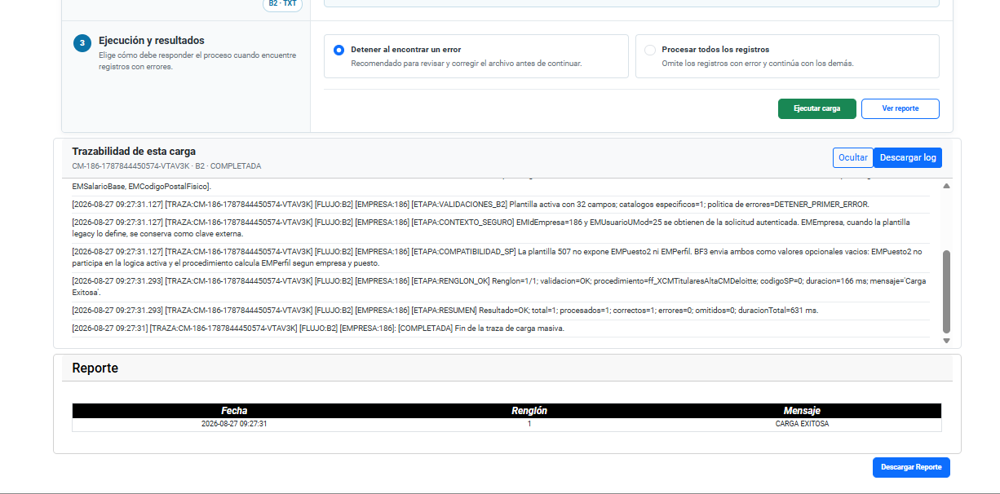 B2 · TXT
3
Ejecución y resultados
Elige cómo debe responder el proceso cuando encuentre
registros con errores.
Detener al encontrar un error
Recomendado para revisar y corregir el archivo antes de continuar.
Procesar todos los registros
Omite los registros con error y continúa con los demás.
Ejecutar carga
Ver reporte
Trazabilidad de esta carga
CM-186-1787844450574-VTAV3K · B2 · COMPLETADA
Ocultar
Descargar log
EMSalarioBase, EMCodigoPostalFisico].
[2026-08-27 09:27:31.127] [TRAZA:CM-186-1787844450574-VTAV3K] [FLUJO:B2] [EMPRESA:186] [ETAPA:VALIDACIONES_B2] Plantilla activa con 32 campos; catalogos especificos=1; politica de errores=DETENER_PRIMER_ERROR.
[2026-08-27 09:27:31.127] [TRAZA:CM-186-1787844450574-VTAV3K] [FLUJO:B2] [EMPRESA:186] [ETAPA:CONTEXTO_SEGURO] EMIdEmpresa=186 y EMUsuarioUMod=25 se obtienen de la solicitud autenticada. EMEmpresa, cuando la plantilla
legacy lo define, se conserva como clave externa.
[2026-08-27 09:27:31.127] [TRAZA:CM-186-1787844450574-VTAV3K] [FLUJO:B2] [EMPRESA:186] [ETAPA:COMPATIBILIDAD_SP] La plantilla 507 no expone EMPuesto2 ni EMPerfil. BF3 envia ambos como valores opcionales vacios: EMPuesto2 no
participa en la logica activa y el procedimiento calcula EMPerfil segun empresa y puesto.
[2026-08-27 09:27:31.293] [TRAZA:CM-186-1787844450574-VTAV3K] [FLUJO:B2] [EMPRESA:186] [ETAPA:RENGLON_OK] Renglon=1/1; validacion=OK; procedimiento=ff_XCMTitularesAltaCMDeloitte; codigoSP=0; duracion=166 ms; mensaje='Carga
Exitosa'.
[2026-08-27 09:27:31.293] [TRAZA:CM-186-1787844450574-VTAV3K] [FLUJO:B2] [EMPRESA:186] [ETAPA:RESUMEN] Resultado=OK; total=1; procesados=1; correctos=1; errores=0; omitidos=0; duracionTotal=631 ms.
[2026-08-27 09:27:31] [TRAZA:CM-186-1787844450574-VTAV3K] [FLUJO:B2] [EMPRESA:186]: [COMPLETADA] Fin de la traza de carga masiva.
Reporte
Fecha Renglón Mensaje
2026-08-27 09:27:31 1 CARGA EXITOSA
Descargar Reporte